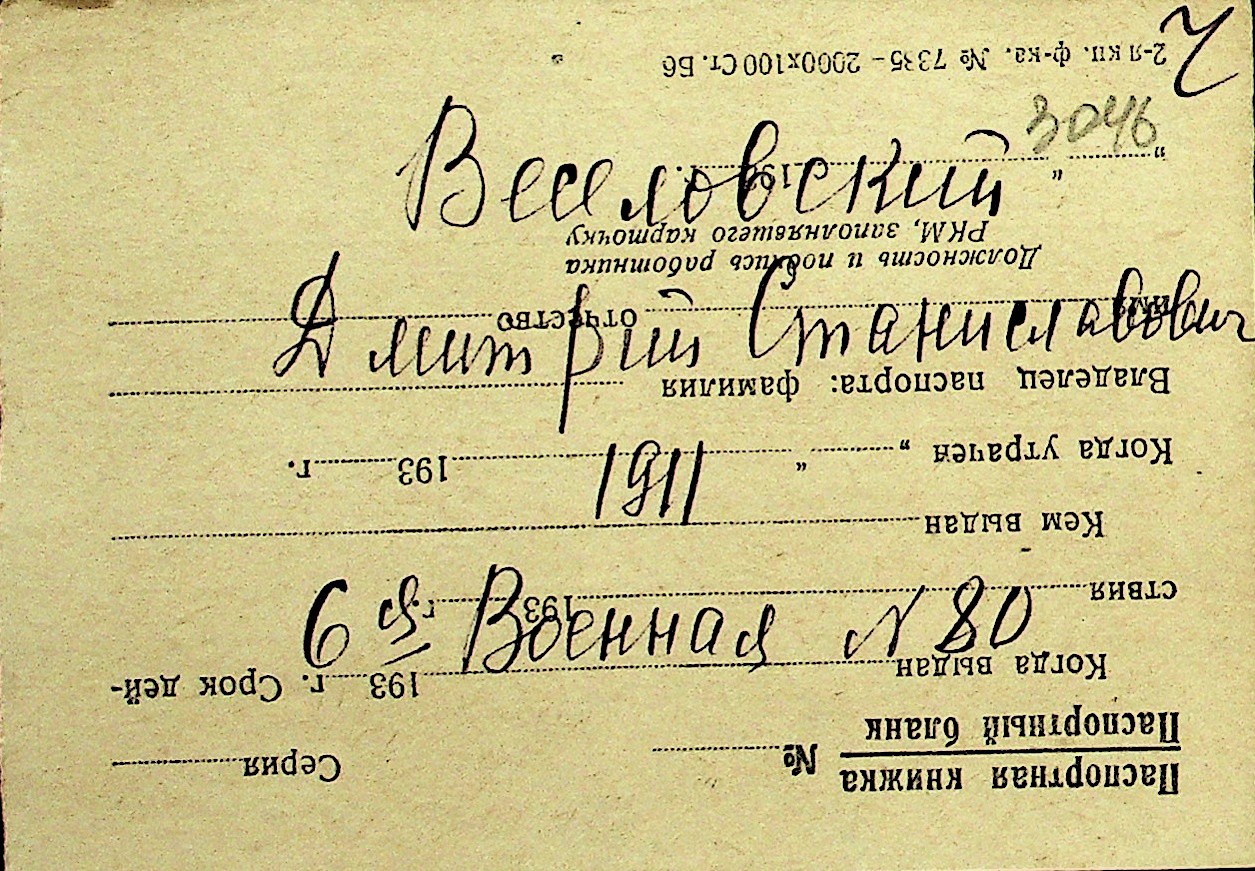 3046
Веселовский
Дмитрий Станиславович
1911
6 ая Военная N 80
Паспортная книжка № Серия
Паспортный бланк
Когда выдан 193 г. Срок дей-
ствия 193 г.
Кем выдан
Когда утрачен „ “ 193 г.
Владелец паспорта: фамилия
имя отчество
Должность и подпись работника
РКМ, заполнявшего карточку
„ “ 193 г.
2-я кп. ф-ка. № 7335 – 2000х100 Ст. Б6